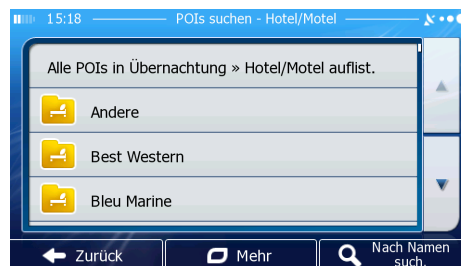 15:18 POIs suchen - Hotel/Motel
Alle POIs in Übernachtung » Hotel/Motel auflist.
Andere
Best Western
Bleu Marine
Zurück
Mehr
Nach Namen
such.